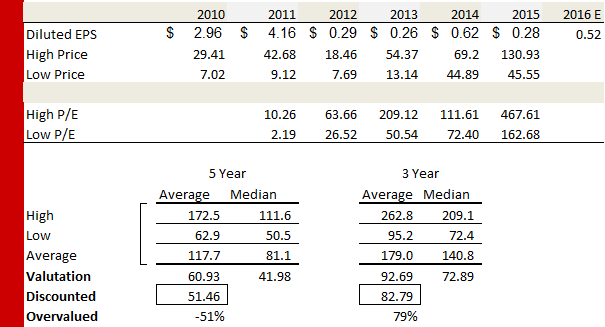 2010 2011 2012 2013 2014 2015 2016 E
Diluted EPS $ 2.96 $ 4.16 $ 0.29 $ 0.26 $ 0.62 $ 0.28 0.52
High Price 29.41 42.68 18.46 54.37 69.2 130.93
Low Price 7.02 9.12 7.69 13.14 44.89 45.55
High P/E 10.26 63.66 209.12 111.61 467.61
Low P/E 2.19 26.52 50.54 72.40 162.68
5 Year 3 Year
Average Median Average Median
High 172.5 111.6 262.8 209.1
Low 62.9 50.5 95.2 72.4
Average 117.7 81.1 179.0 140.8
Valutation 60.93 41.98 92.69 72.89
Discounted 51.46 82.79
Overvalued -51% 79%